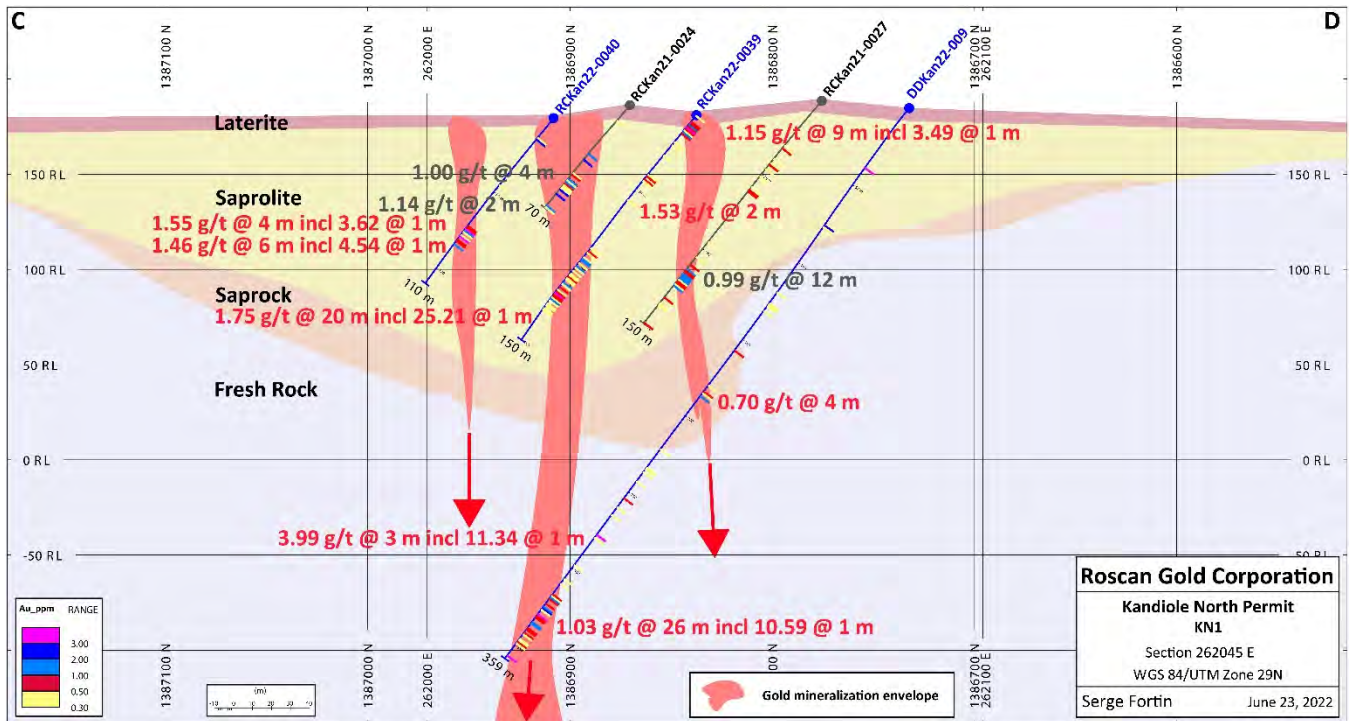 C
D
1387100 N
1387000 N
262000 E
1386900 N
1386800 N
1386700 N
262100 E
1386600 N
RCKan22-0040
RCKan21-0024
RCKan22-0039
RCKan21-0027
DDKan22-009
Laterite
1.15 g/t @ 9 m incl 3.49 @ 1 m
150 RL
150 RL
1.00 g/t @ 4 m
Saprolite
1.14 g/t @ 2 m
70 m
1.53 g/t @ 2 m
1.55 g/t @ 4 m incl 3.62 @ 1 m
1.46 g/t @ 6 m incl 4.54 @ 1 m
100 RL
100 RL
110 m
0.99 g/t @ 12 m
Saprock
1.75 g/t @ 20 m incl 25.21 @ 1 m
150 m
150 m
50 RL
50 RL
Fresh Rock
0.70 g/t @ 4 m
0 RL
0 RL
3.99 g/t @ 3 m incl 11.34 @ 1 m
-50 RL
-50 RL
1.03 g/t @ 26 m incl 10.59 @ 1 m
359 m
1387100 N
1387000 N
262000 E
1386900 N
00 N
1386700 N
262100 E
Au_ppm RANGE
3.00
2.00
1.00
0.50
0.30
(m)
Gold mineralization envelope
Roscan Gold Corporation
Kandiole North Permit
KN1
Section 262045 E
WGS 84/UTM Zone 29N
Serge Fortin June 23, 2022